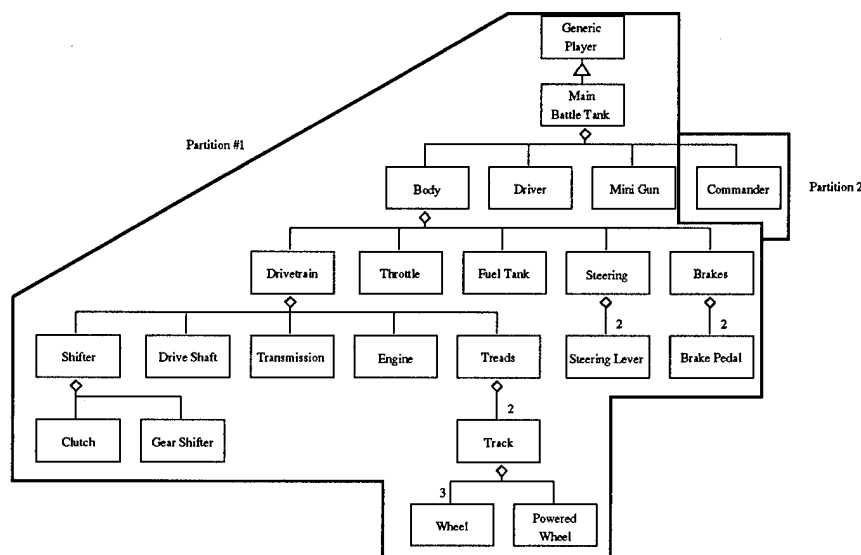 Generic
Player
Main
Battle Tank
Partition #1
Body
Driver
Mini Gun
Commander
Partition 2
Drivetrain
Throttle
Fuel Tank
Steering
Brakes
2
2
Shifter
Drive Shaft
Transmission
Engine
Treads
Steering Lever
Brake Pedal
2
Clutch
Gear Shifter
Track
3
Wheel
Powered
Wheel